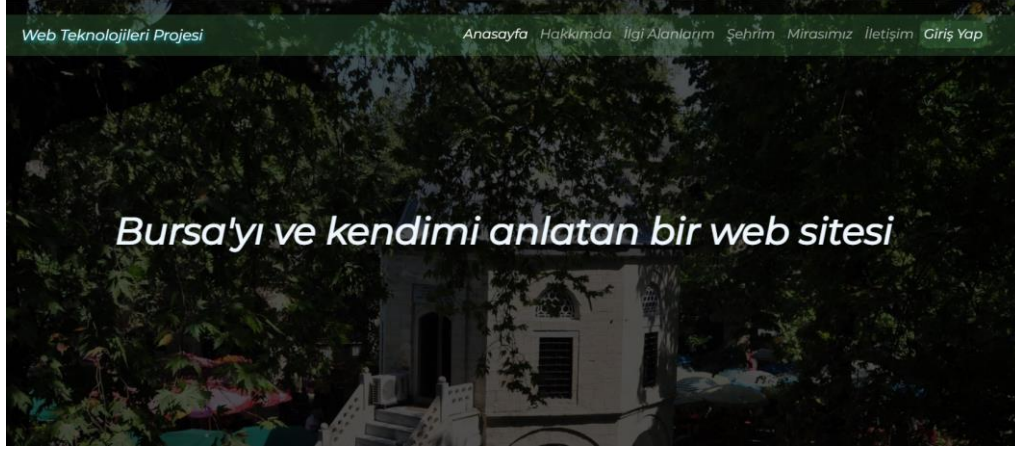 Web Teknolojileri Projesi
Anasayfa Hakkımda İlgi Alanlarım Şehrim Mirasımız İletişim Giriş Yap
Bursa'yı ve kendimi anlatan bir web sitesi